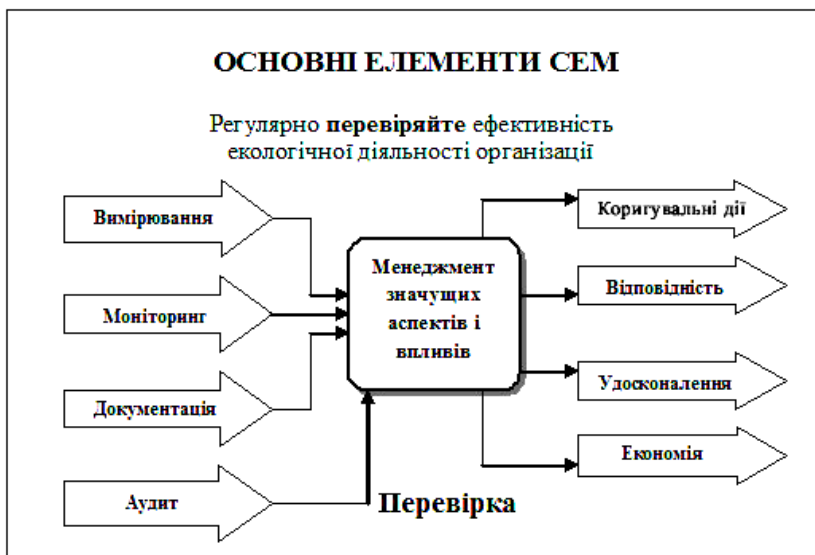 ОСНОВНІ ЕЛЕМЕНТИ СЕМ
Регулярно перевіряйте ефективність
екологічної діяльності організації
Вимірювання
Моніторинг
Документація
Аудит
Менеджмент
значущих
аспектів і
впливів
Перевірка
Коригувальні дії
Відповідність
Удосконалення
Економія